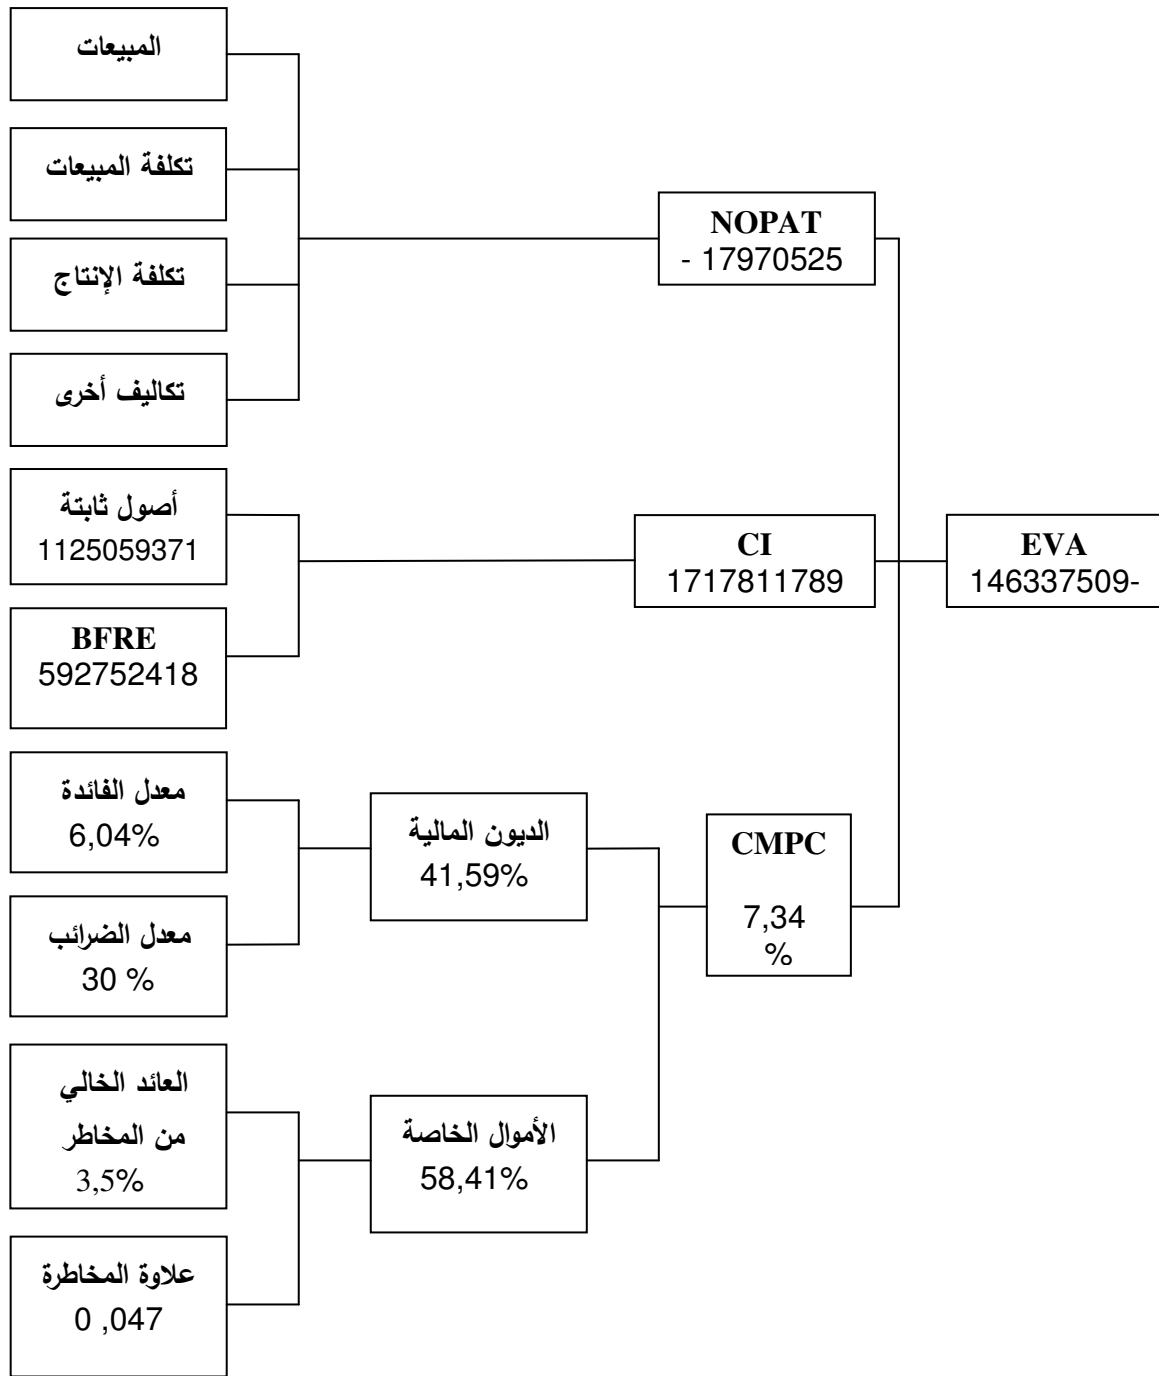 المبيعات
تكلفة المبيعات
تكلفة الإنتاج
تكاليف أخرى
NOPAT
- 17970525
أصول ثابتة
1125059371
BFRE
592752418
CI
1717811789
EVA
146337509-
معدل الفائدة
6,04%
معدل الضرائب
30 %
الديون المالية
41,59%
CMPC
7,34
%
العائد الخالي
من المخاطر
3,5%
علاوة المخاطرة
0 ,047
الأموال الخاصة
58,41%